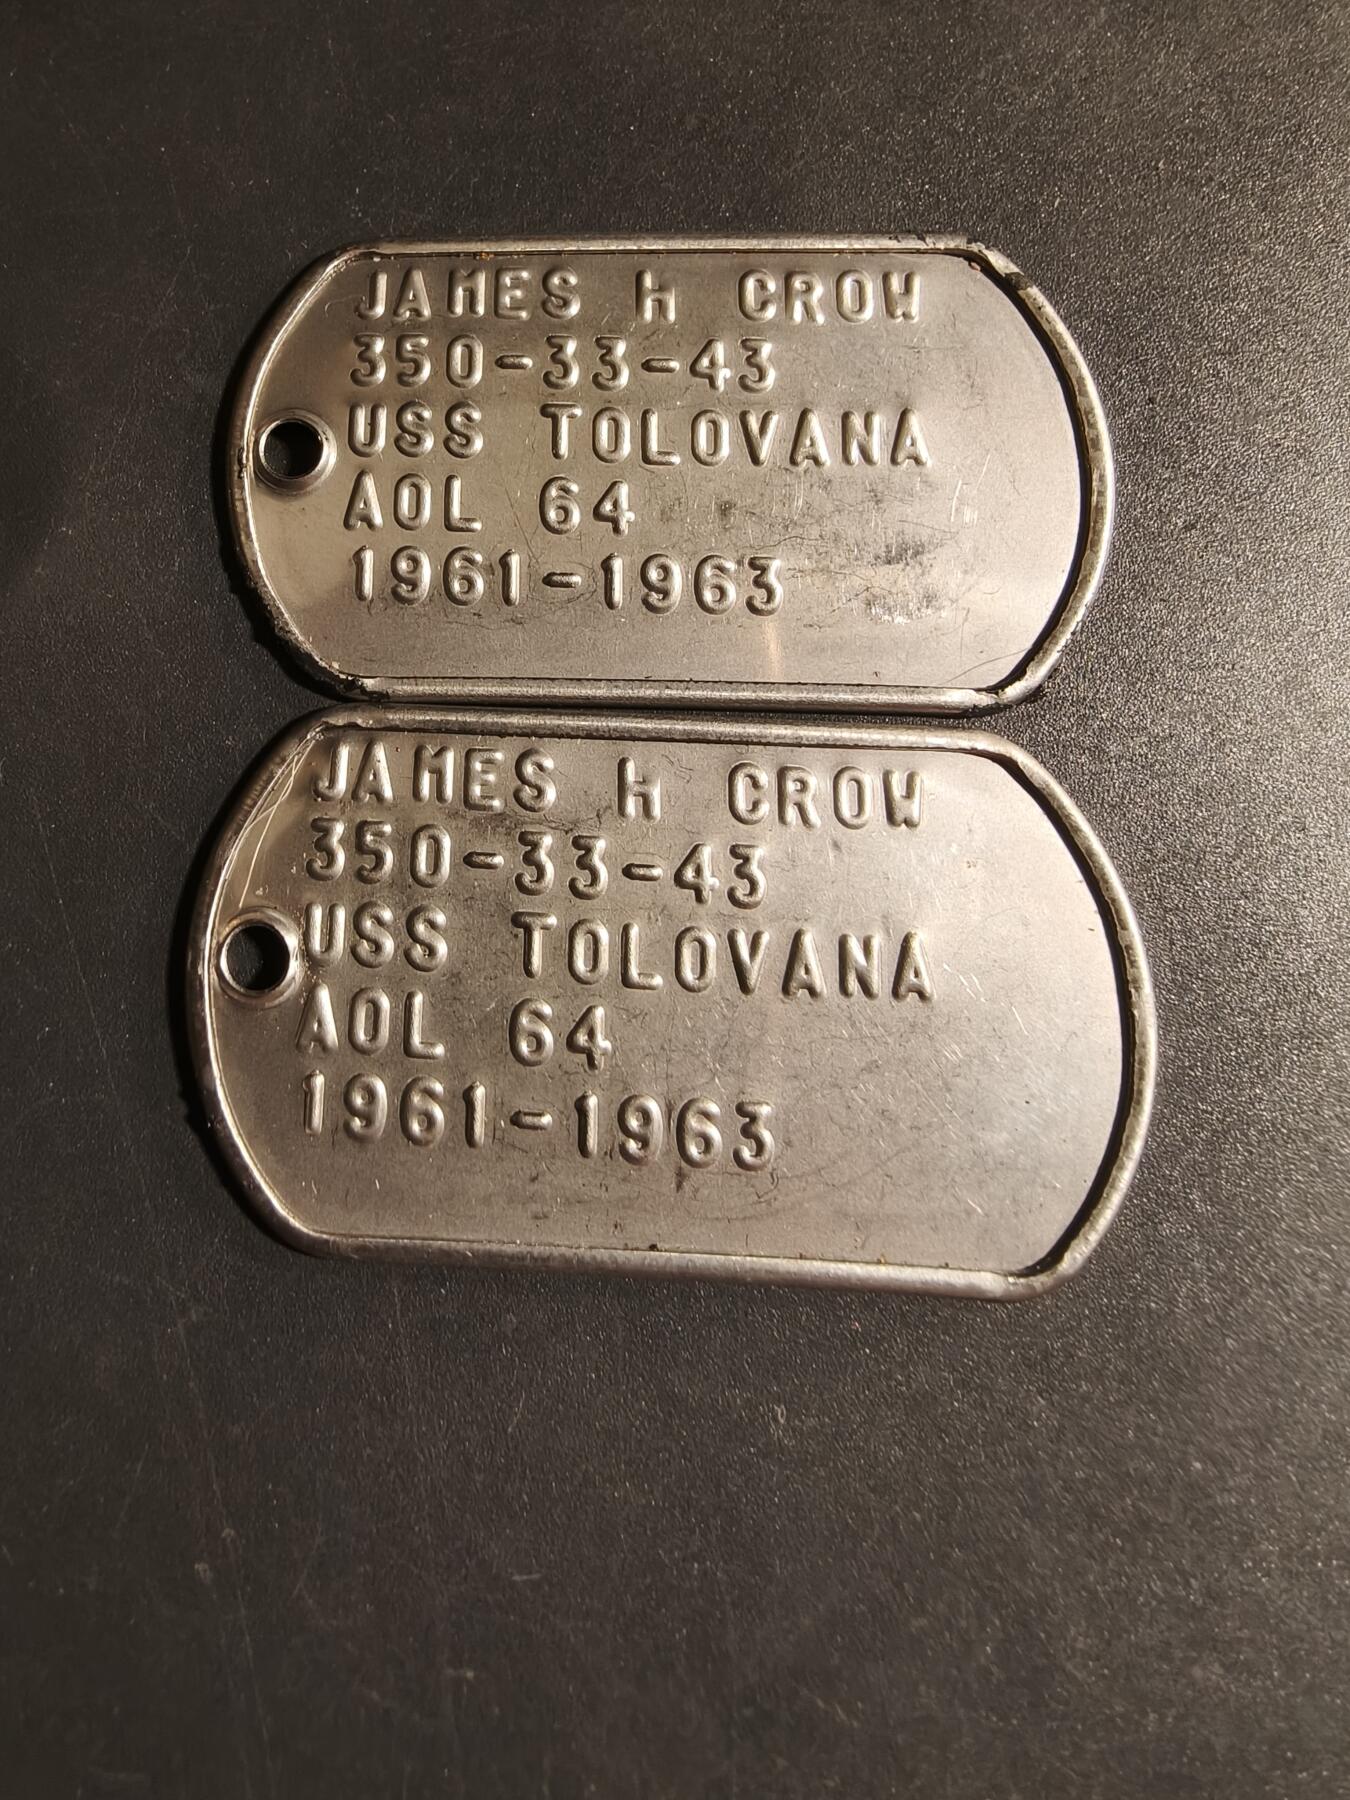 JAMES H CROW
350-33-43
USS TOLOVANA
AOL 64
1961-1963
JAMES H CROW
350-33-43
USS TOLOVANA
AOL 64
1961-1963